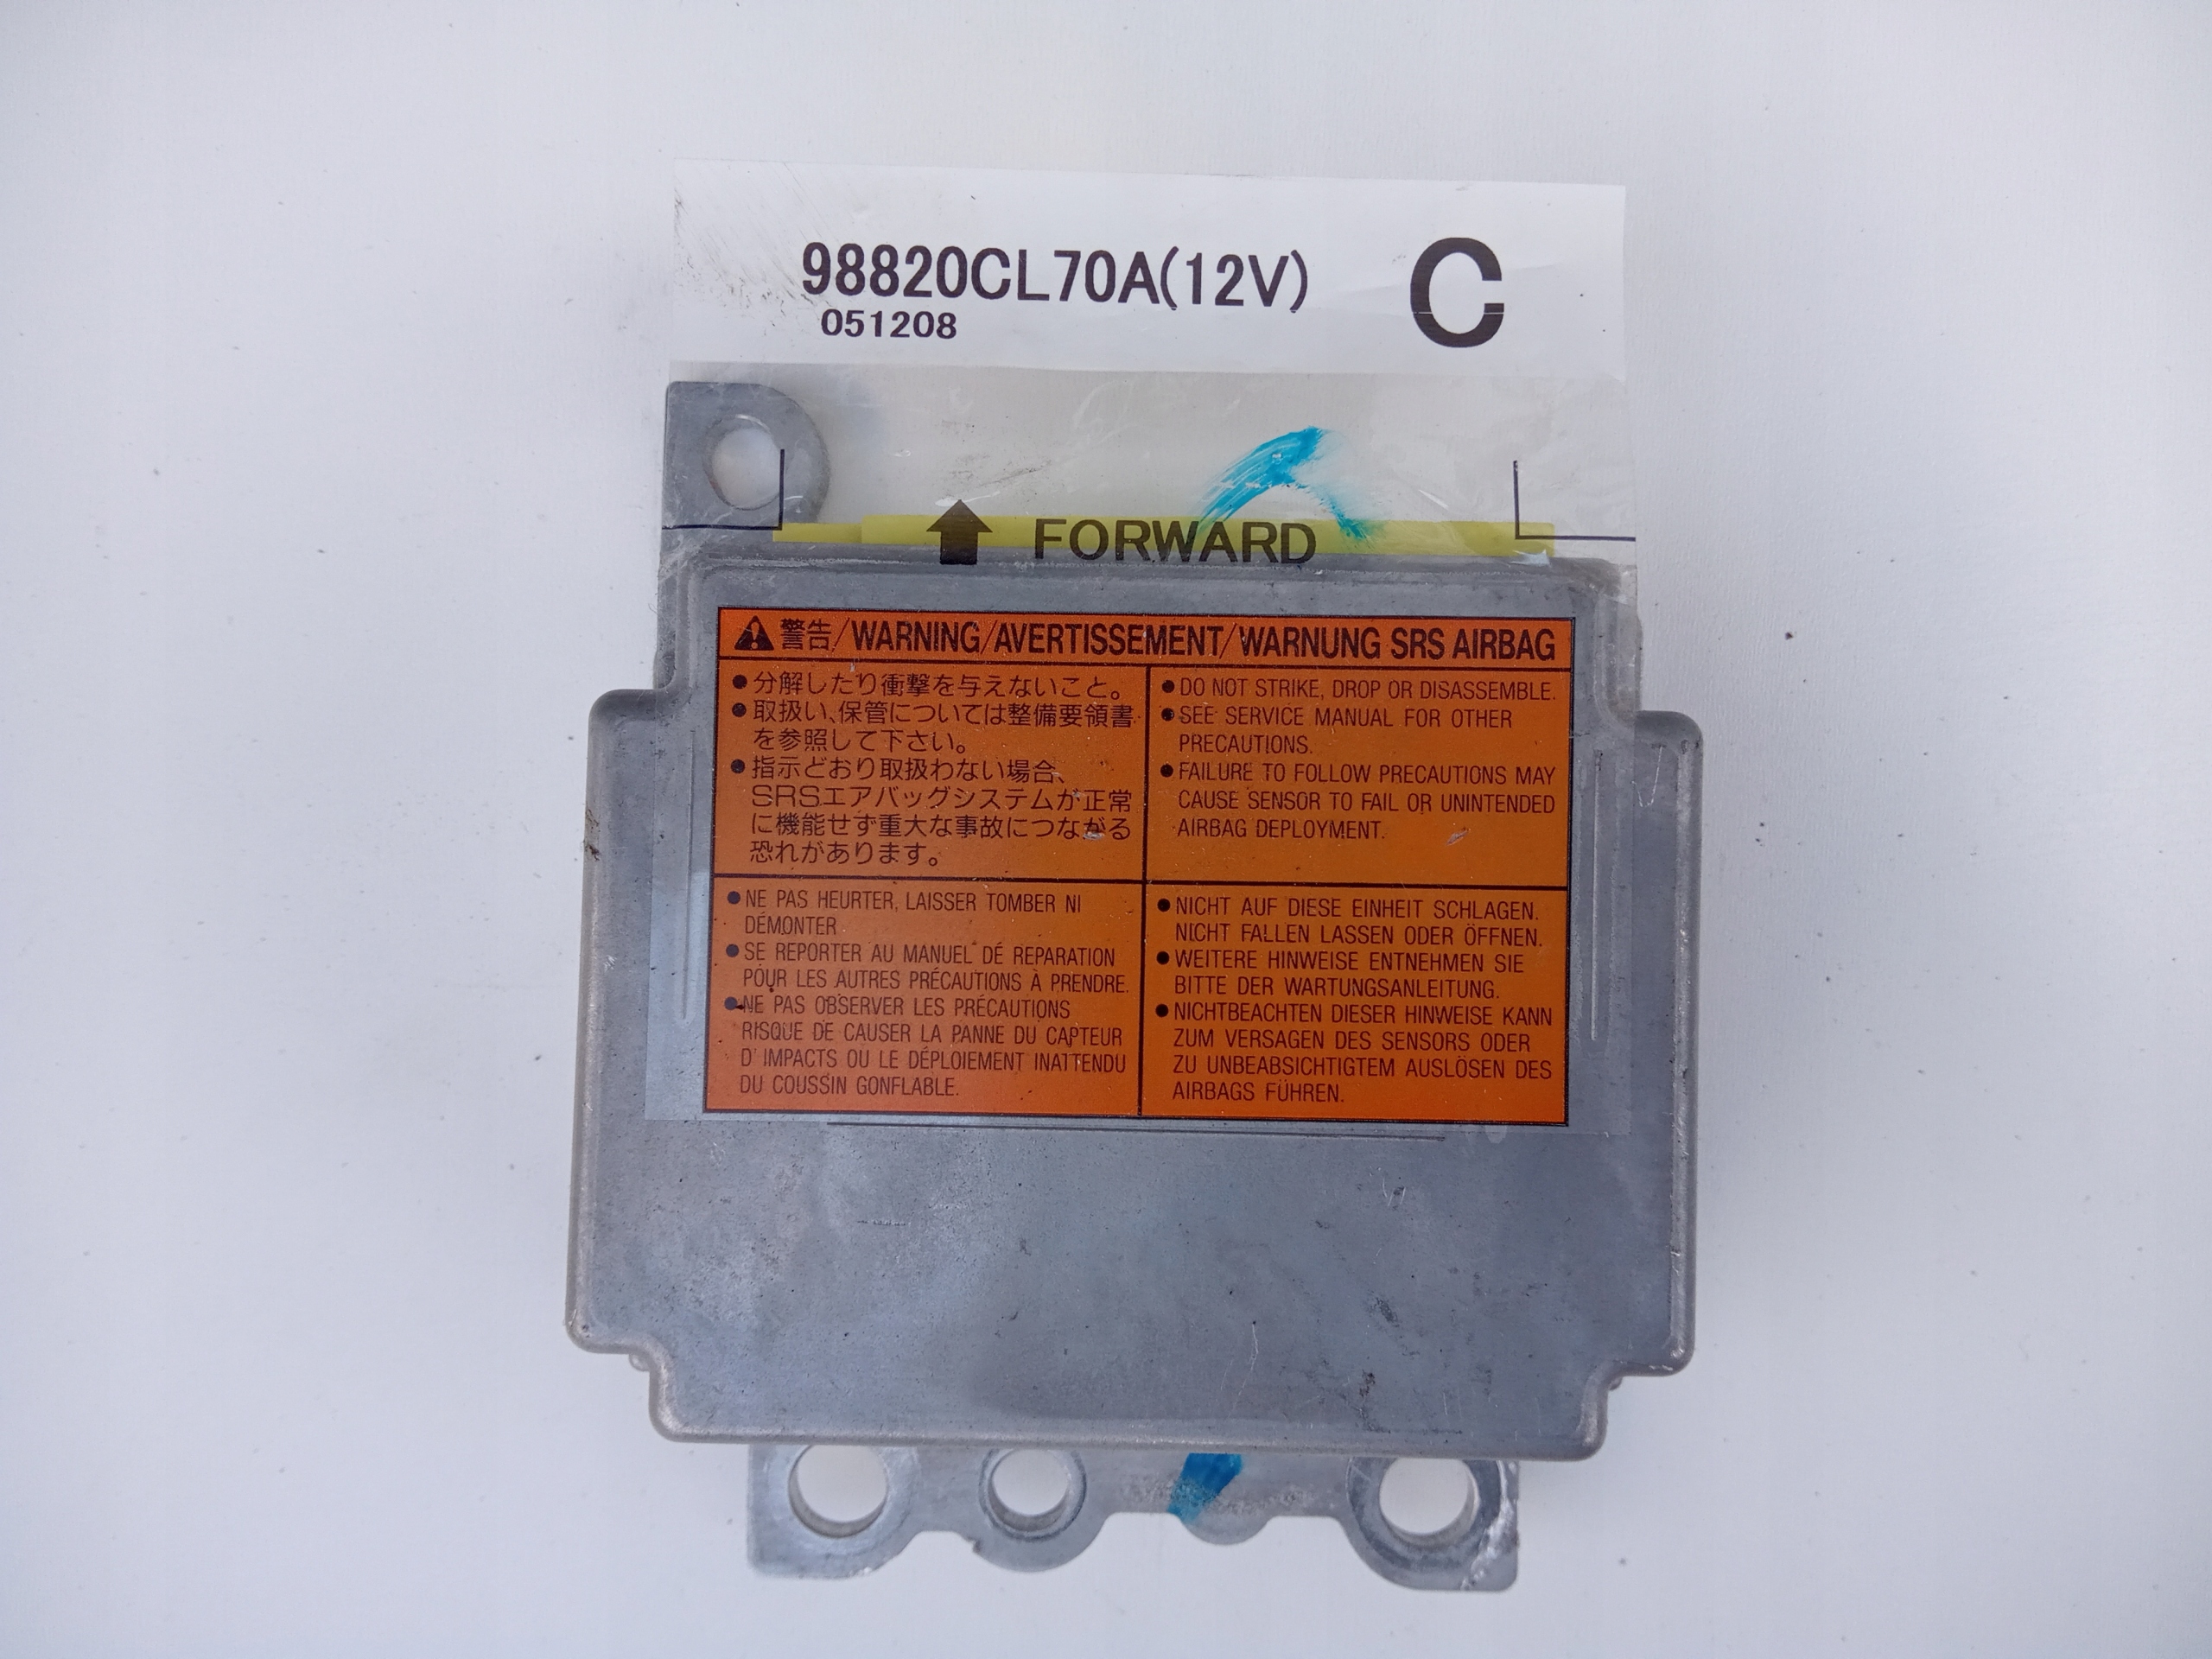 98820CL70A(12V)
C
051208
FORWARD
警告/WARNING/AVERTISSEMENT/WARNUNG SRS AIRBAG
●分解したり衝撃を与えないこと。
●取扱い、保管については整備要領書
を参照して下さい。
●指示どおり取扱わない場合、
SRSエアバッグシステムが正常
に機能せず重大な事故につながる
恐れがあります。
●DO NOT STRIKE, DROP OR DISASSEMBLE.
●SEE SERVICE MANUAL FOR OTHER
PRECAUTIONS.
●FAILURE TO FOLLOW PRECAUTIONS MAY
CAUSE SENSOR TO FAIL OR UNINTENDED
AIRBAG DEPLOYMENT.
●NE PAS HEURTER, LAISSER TOMBER NI
DÉMONTER
●SE REPORTER AU MANUEL DÉ REPARATION
POUR LES AUTRES PRÉCAUTIONS À PRENDRE.
●NE PAS OBSERVER LES PRÉCAUTIONS
RISQUE DE CAUSER LA PANNE DU CAPTEUR
D'IMPACTS OU LE DÉPLOIEMENT INATTENDU
DU COUSSIN GONFLABLE.
●NICHT AUF DIESE EINHEIT SCHLAGEN.
NICHT FALLEN LASSEN ODER ÖFFNEN.
●WEITERE HINWEISE ENTNEHMEN SIE
BITTE DER WARTUNGSANLEITUNG.
●NICHTBEACHTEN DIESER HINWEISE KANN
ZUM VERSAGEN DES SENSORS ODER
ZU UNBEABSICHTIGTEM AUSLÖSEN DES
AIRBAGS FÜHREN.